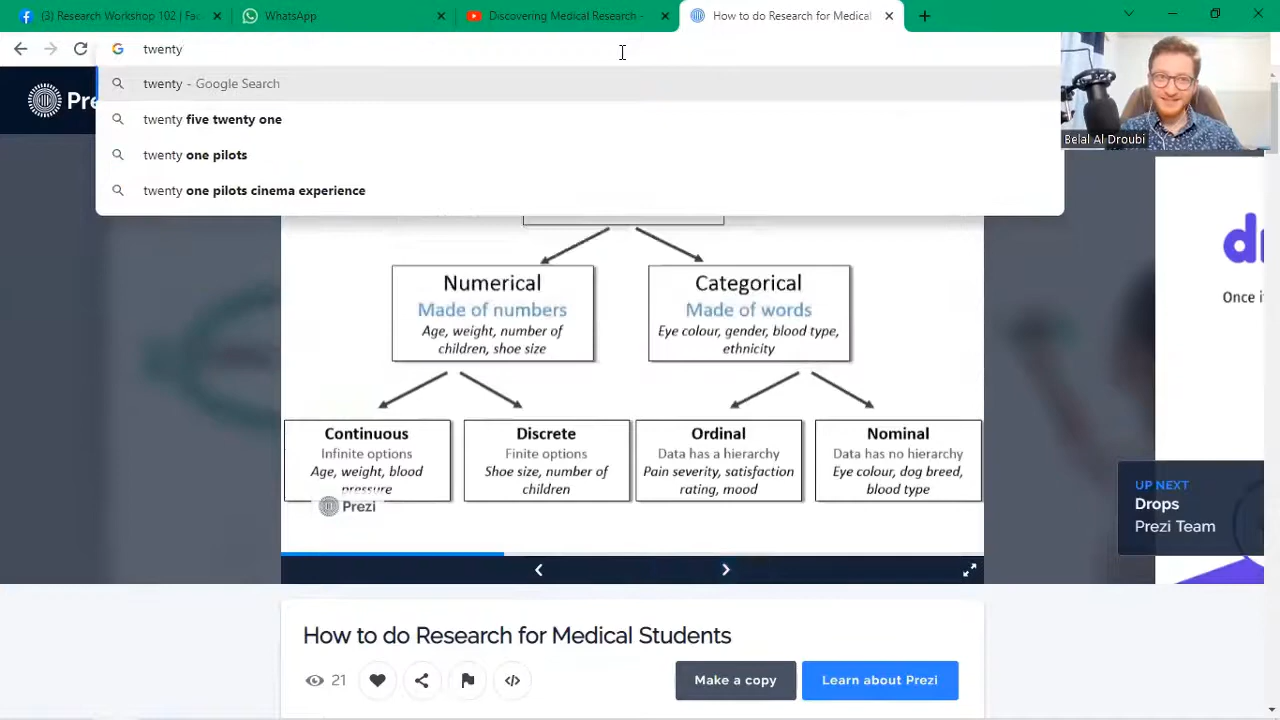 (3) Research Workshop 102 | Fac
WhatsApp
Discovering Medical Research -
How to do Research for Medical
twenty
twenty - Google Search
twenty five twenty one
twenty one pilots
twenty one pilots cinema experience
Pre
Belal Al Droubi
Numerical
Made of numbers
Age, weight, number of
children, shoe size
Categorical
Made of words
Eye colour, gender, blood type,
ethnicity
Continuous
Infinite options
Age, weight, blood
pressure
Discrete
Finite options
Shoe size, number of
children
Ordinal
Data has a hierarchy
Pain severity, satisfaction
rating, mood
Nominal
Data has no hierarchy
Eye colour, dog breed,
blood type
Prezi
Once i
UP NEXT
Drops
Prezi Team
How to do Research for Medical Students
21
Make a copy
Learn about Prezi